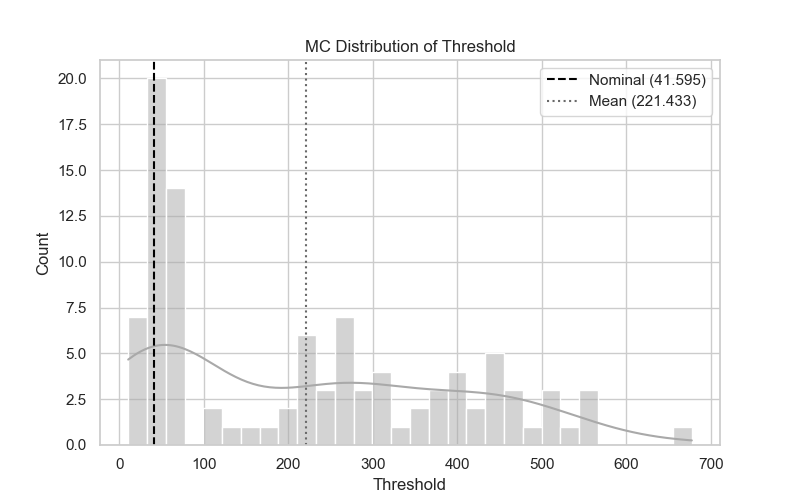 MC Distribution of Threshold
Nominal (41.595)
Mean (221.433)
20.0
17.5
15.0
12.5
10.0
7.5
5.0
2.5
0.0
Count
0 100 200 300 400 500 600 700
Threshold